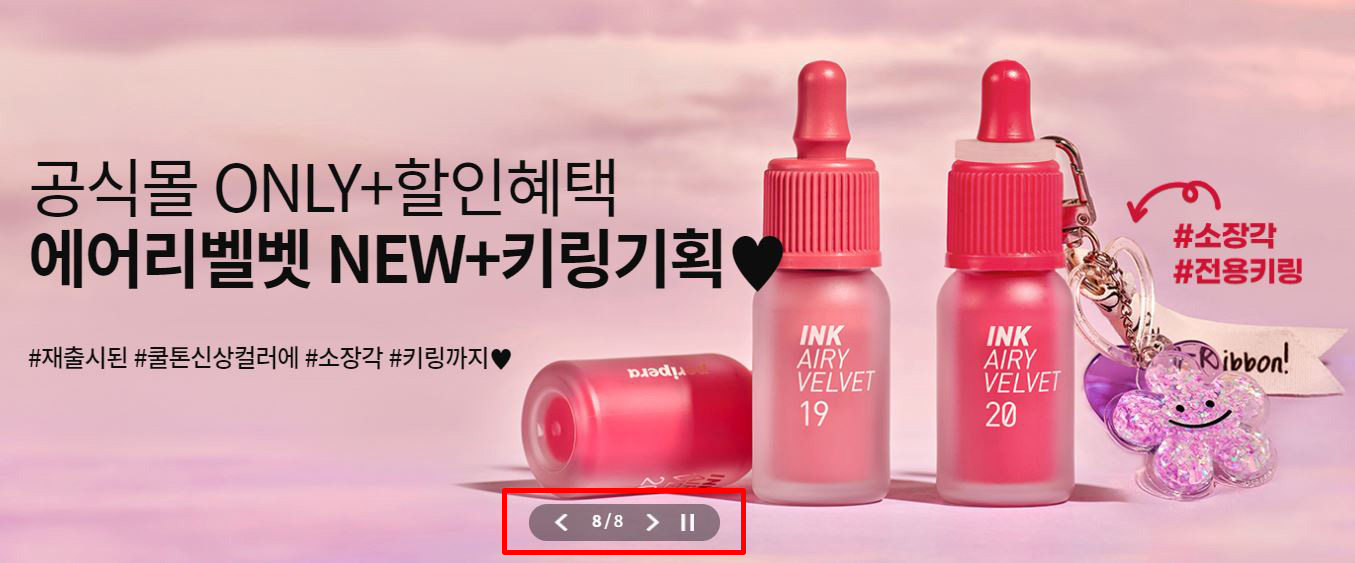 공식몰 ONLY+할인혜택
에어리벨벳 NEW+키링기획♥
#재출시된 #쿨톤신상컬러에 #소장각 #키링까지♥
#소장각
#전용키링
INK
AIRY
VELVET
19
INK
AIRY
VELVET
20
Ribbon!
peripera
8/8